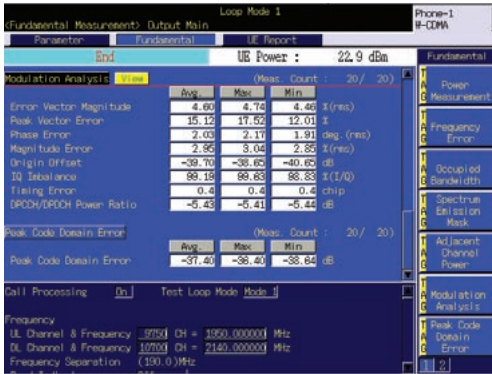 Loop Mode 1
Phone-1
<Fundamental Measurement> Output Main
W-CDMA
Parameter Fundamental UE Report
End UE Power : 22.9 dBm
Fundamental
Modulation Analysis View (Meas. Count : 20/ 20)
Avg. Max Min
Error Vector Magnitude 4.60 4.74 4.46 %(rms)
Peak Vector Error 15.12 17.52 12.01 %
Phase Error 2.03 2.17 1.91 deg.(rms)
Magnitude Error 2.95 3.04 2.85 %(rms)
Origin Offset -39.70 -38.65 -40.65 dB
IQ Imbalance 99.19 99.63 98.83 %(I/Q)
Timing Error 0.4 0.4 0.4 chip
DPCCH/DPDCH Power Ratio -5.43 -5.41 -5.44 dB
Peak Code Domain Error (Meas. Count : 20/ 20)
Avg. Max Min
Peak Code Domain Error -37.40 -36.40 -38.64 dB
Call Processing On Test Loop Mode Mode 1
Frequency
UL Channel & Frequency 9750 CH = 1950.000000 MHz
DL Channel & Frequency 10700 CH = 2140.000000 MHz
Frequency Separation (190.0)MHz
TAG Power Measurement
TAG Frequency Error
TAG Occupied Bandwidth
TAG Spectrum Emission Mask
TAG Adjacent Channel Power
TAG Modulation Analysis
TAG Peak Code Domain Error
1 2